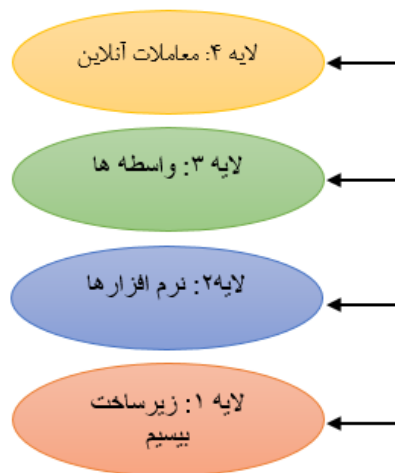 لایه ۴: معاملات آنلاین
لایه ۳: واسطه ها
لایه۲: نرم افزارها
لایه ۱: زیرساخت
بیسیم